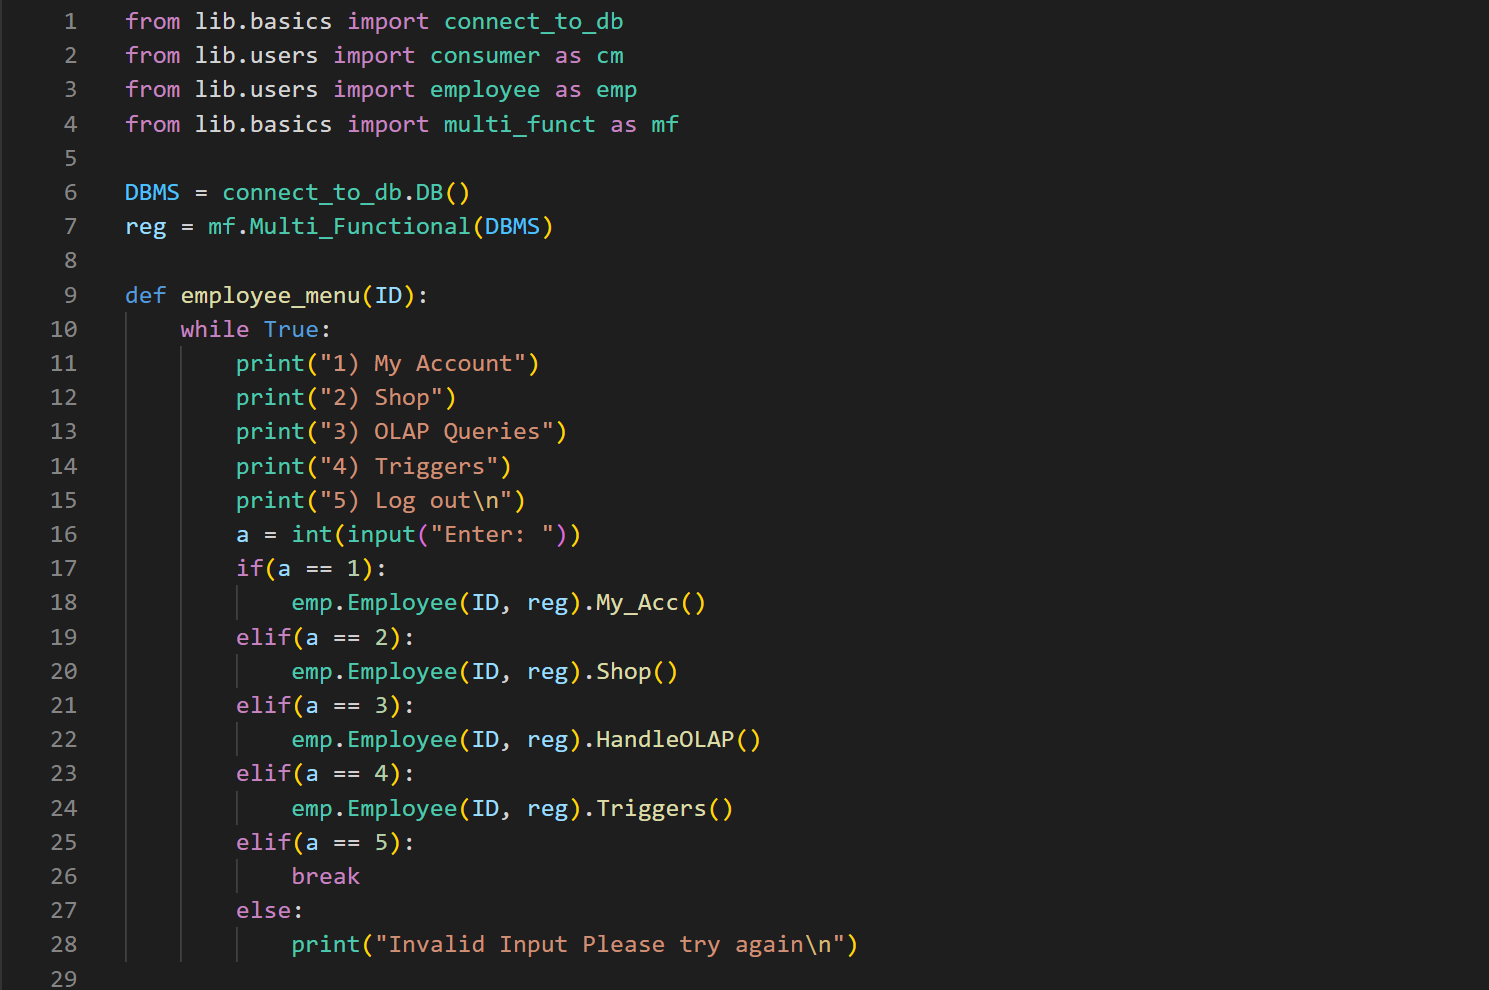 1 from lib.basics import connect_to_db
2 from lib.users import consumer as cm
3 from lib.users import employee as emp
4 from lib.basics import multi_funct as mf
5
6 DBMS = connect_to_db.DB()
7 reg = mf.Multi_Functional(DBMS)
8
9 def employee_menu(ID):
10     while True:
11         print("1) My Account")
12         print("2) Shop")
13         print("3) OLAP Queries")
14         print("4) Triggers")
15         print("5) Log out\n")
16         a = int(input("Enter: "))
17         if(a == 1):
18             emp.Employee(ID, reg).My_Acc()
19         elif(a == 2):
20             emp.Employee(ID, reg).Shop()
21         elif(a == 3):
22             emp.Employee(ID, reg).HandleOLAP()
23         elif(a == 4):
24             emp.Employee(ID, reg).Triggers()
25         elif(a == 5):
26             break
27         else:
28             print("Invalid Input Please try again\n")
29